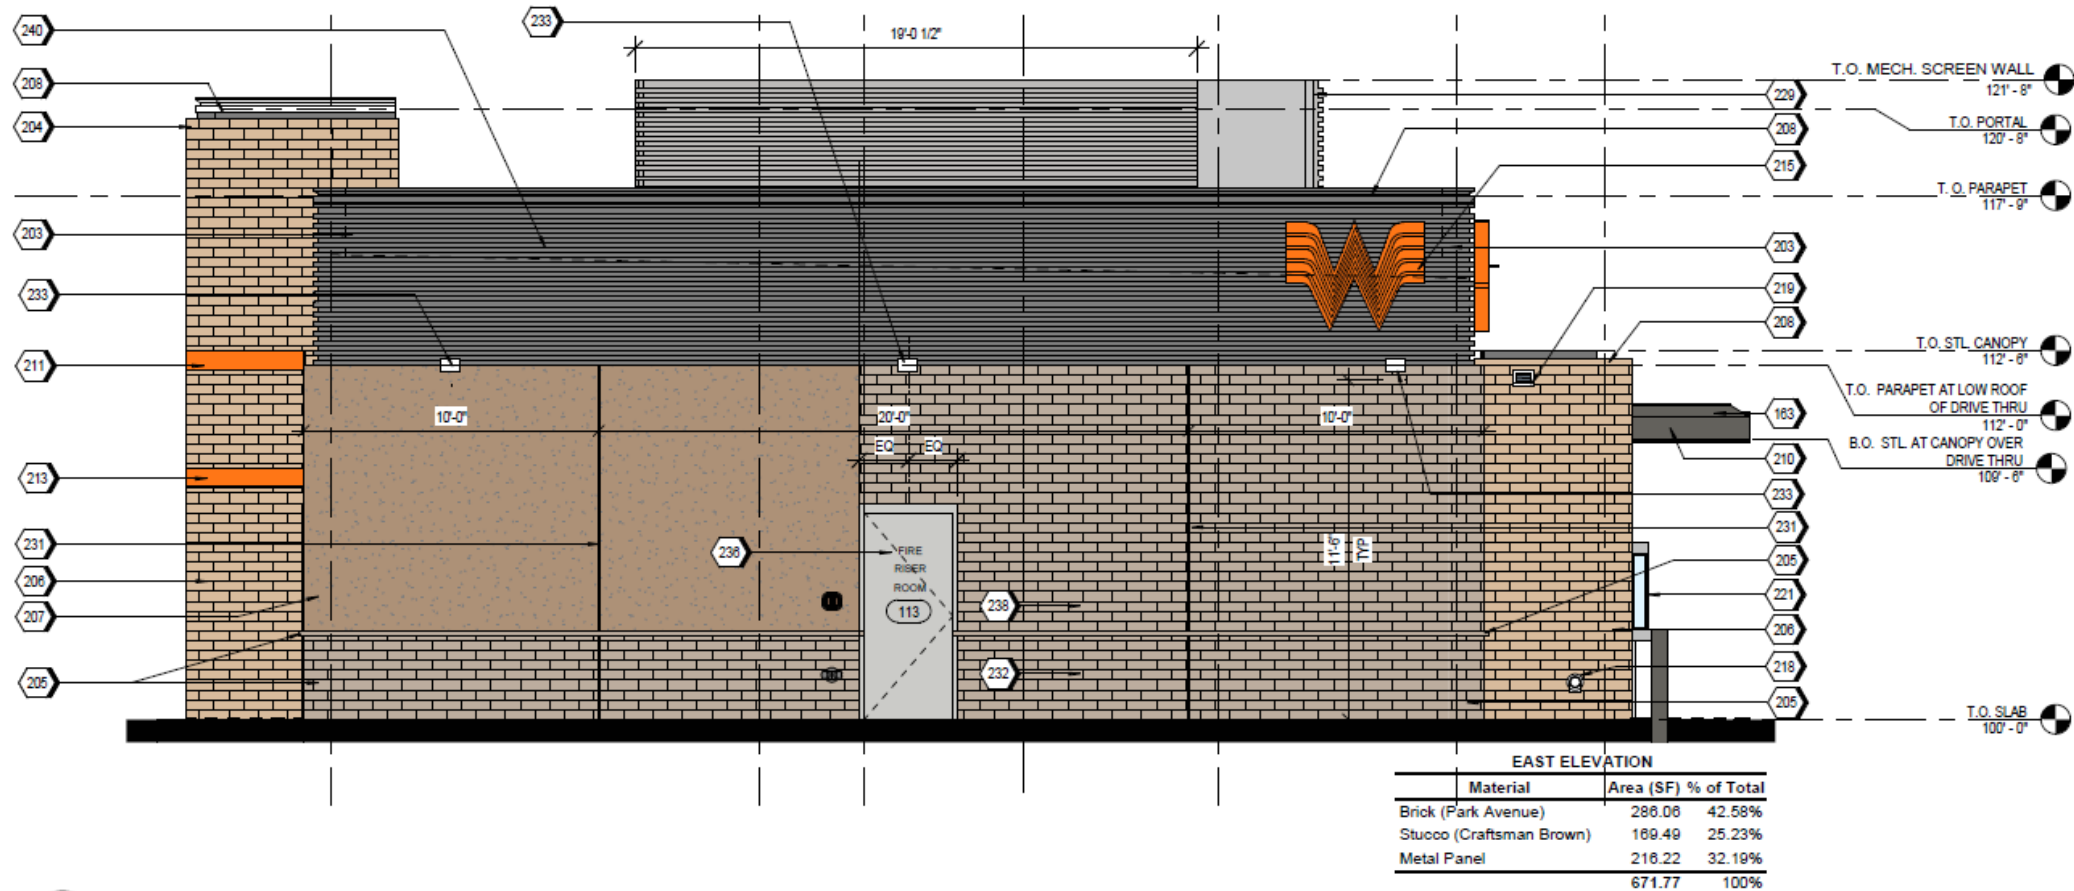 240
233
19'-0 1/2"
T.O. MECH. SCREEN WALL
121' - 8"
208
229
204
208
T.O. PORTAL
120' - 8"
215
T. O. PARAPET
117' - 9"
203
203
233
219
208
211
T.O. STL. CANOPY
112' - 6"
T.O. PARAPET AT LOW ROOF
OF DRIVE THRU
112' - 0"
10'-0"
20'-0"
10'-0"
163
EQ
EQ
B.O. STL. AT CANOPY OVER
DRIVE THRU
109' - 6"
213
210
233
231
231
236
FIRE
RISER
ROOM
113
11'-6"
TYP
205
206
221
207
238
206
205
232
218
205
T.O. SLAB
100' - 0"
EAST ELEVATION
Material Area (SF) % of Total
Brick (Park Avenue) 286.06 42.58%
Stucco (Craftsman Brown) 169.49 25.23%
Metal Panel 216.22 32.19%
671.77 100%